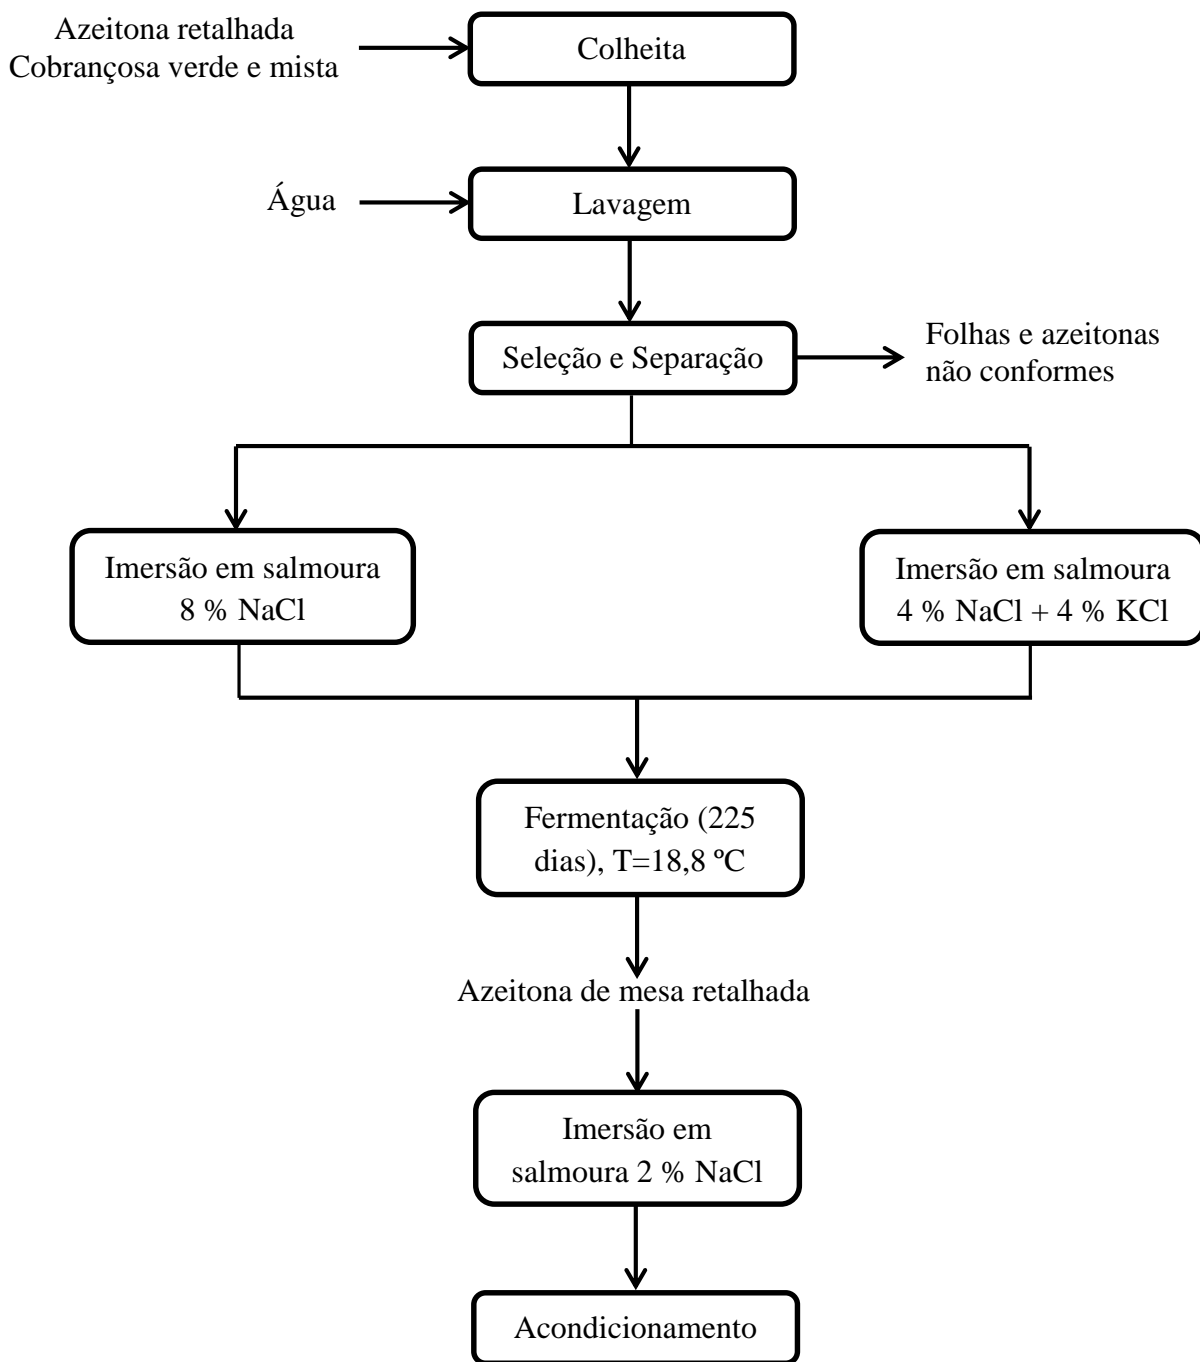 Azeitona retalhada
Cobrançosa verde e mista
Colheita
Água
Lavagem
Seleção e Separação
Folhas e azeitonas
não conformes
Imersão em salmoura
8 % NaCl
Imersão em salmoura
4 % NaCl + 4 % KCl
Fermentação (225
dias), T=18,8 ºC
Azeitona de mesa retalhada
Imersão em
salmoura 2 % NaCl
Acondicionamento